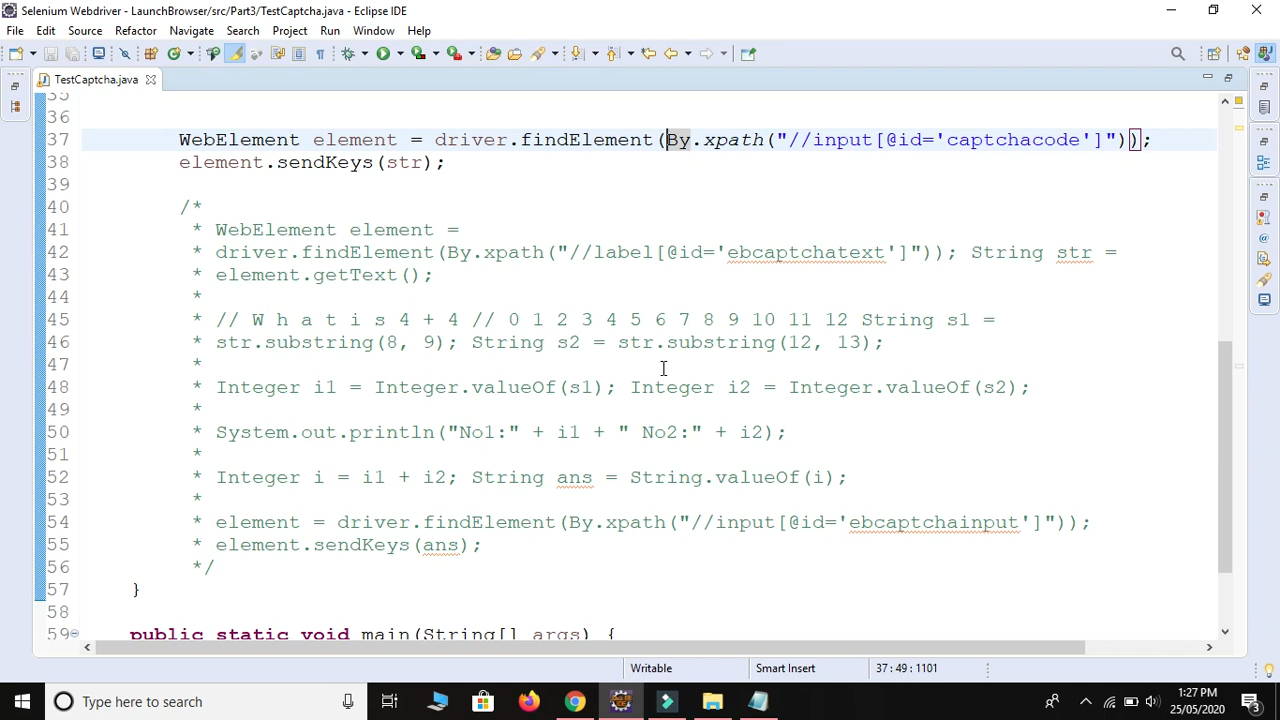 Selenium Webdriver - LaunchBrowser/src/Part3/TestCaptcha.java - Eclipse IDE
File Edit Source Refactor Navigate Search Project Run Window Help
TestCaptcha.java
35
36
37 WebElement element = driver.findElement(By.xpath("//input[@id='captchacode']"));
38 element.sendKeys(str);
39
40 /*
41 * WebElement element =
42 * driver.findElement(By.xpath("//label[@id='ebcaptchatext']")); String str =
43 * element.getText();
44 *
45 * // W h a t i s 4 + 4 // 0 1 2 3 4 5 6 7 8 9 10 11 12 String s1 =
46 * str.substring(8, 9); String s2 = str.substring(12, 13);
47 *
48 * Integer i1 = Integer.valueOf(s1); Integer i2 = Integer.valueOf(s2);
49 *
50 * System.out.println("No1:" + i1 + " No2:" + i2);
51 *
52 * Integer i = i1 + i2; String ans = String.valueOf(i);
53 *
54 * element = driver.findElement(By.xpath("//input[@id='ebcaptchainput']"));
55 * element.sendKeys(ans);
56 */
57 }
58
59 public static void main(String[] args) {
Writable Smart Insert 37 : 49 : 1101
Type here to search
1:27 PM
25/05/2020
3